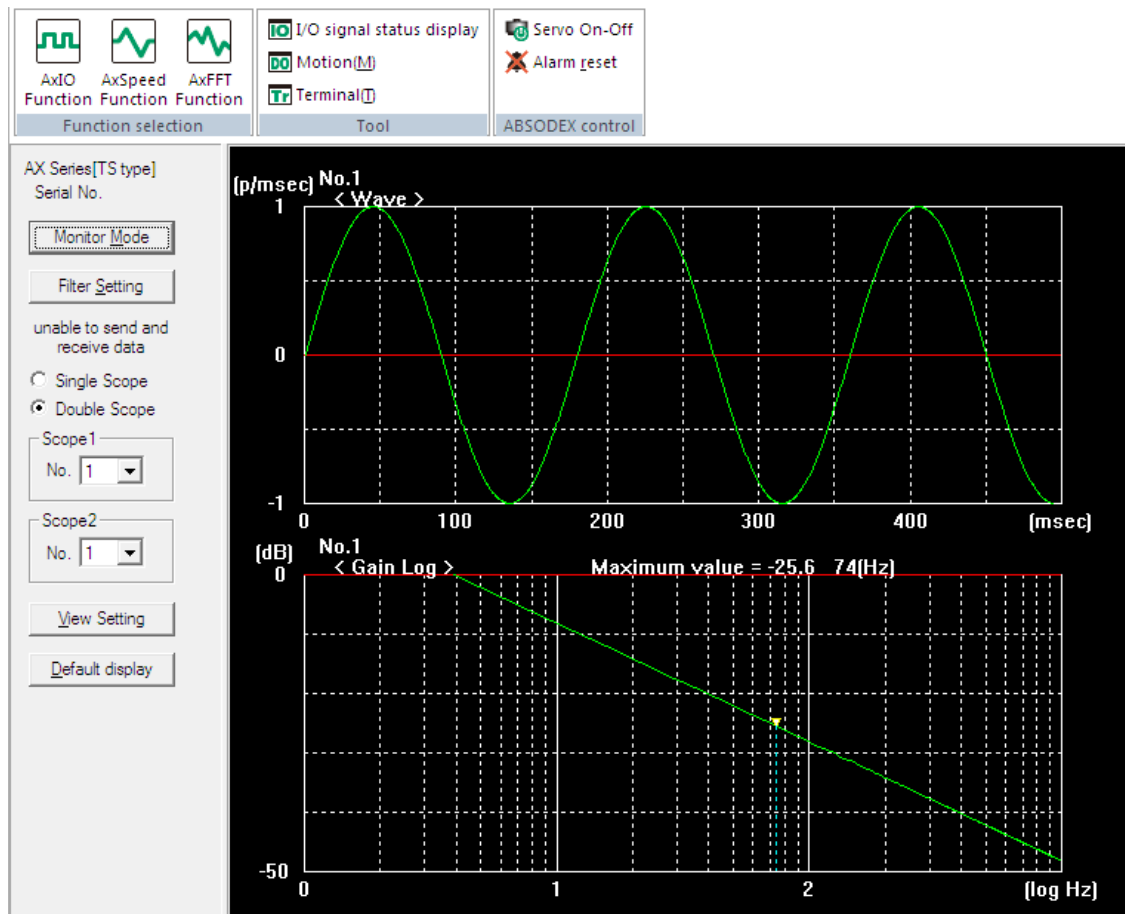 AxIO Function
AxSpeed Function
AxFFT Function
Function selection
IO I/O signal status display
DO Motion(M)
Tr Terminal(T)
Tool
Servo On-Off
Alarm reset
ABSODEX control
AX Series[TS type]
Serial No.
Monitor Mode
Filter Setting
unable to send and
receive data
Single Scope
Double Scope
Scope1
No. 1
Scope2
No. 1
View Setting
Default display
(p/msec) No.1
< Wave >
1
0
-1
0 100 200 300 400 (msec)
(dB) No.1
< Gain Log > Maximum value = -25.6 74(Hz)
0
-50
0 1 2 (log Hz)